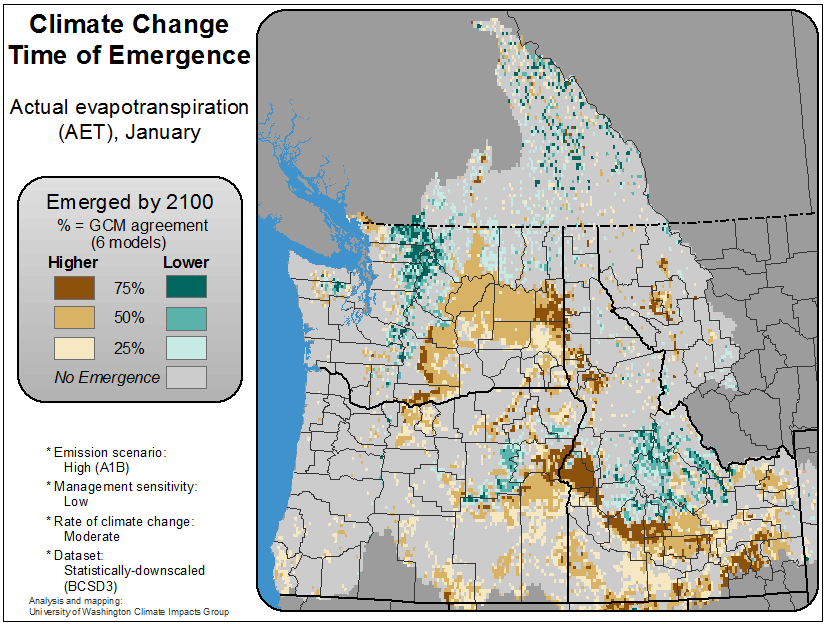 Climate Change
Time of Emergence
Actual evapotranspiration
(AET), January
Emerged by 2100
% = GCM agreement
(6 models)
Higher Lower
75%
50%
25%
No Emergence
* Emission scenario:
High (A1B)
* Management sensitivity:
Low
* Rate of climate change:
Moderate
* Dataset:
Statistically-downscaled
(BCSD3)
Analysis and mapping:
University of Washington Climate Impacts Group